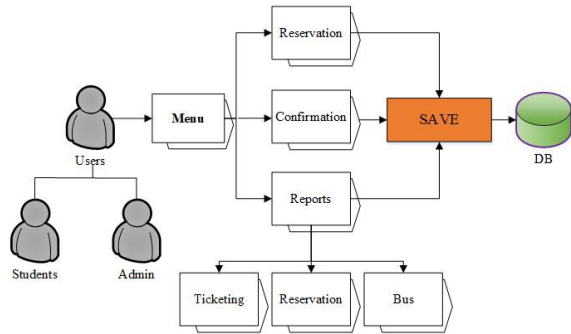 Reservation
Users
Menu
Confirmation
SAVE
DB
Reports
Students
Admin
Ticketing
Reservation
Bus